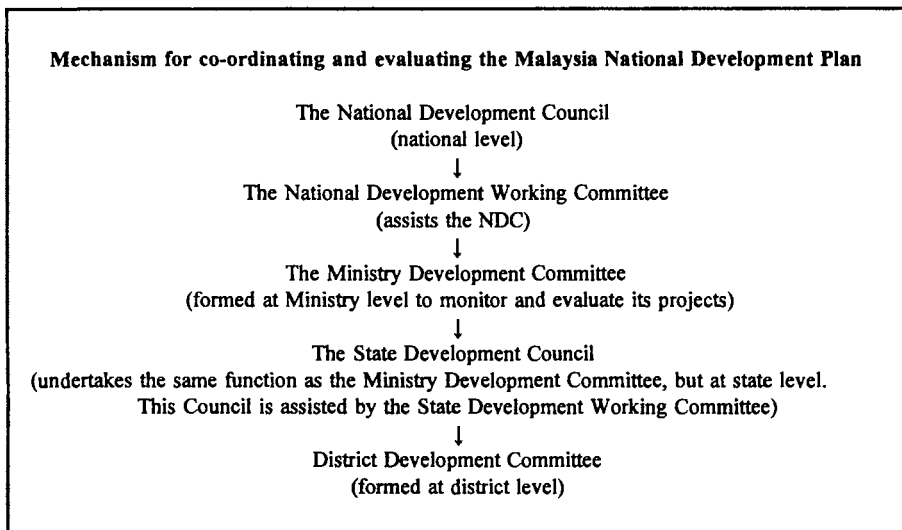 Mechanism for co-ordinating and evaluating the Malaysia National Development Plan
The National Development Council
(national level)
↓
The National Development Working Committee
(assists the NDC)
↓
The Ministry Development Committee
(formed at Ministry level to monitor and evaluate its projects)
↓
The State Development Council
(undertakes the same function as the Ministry Development Committee, but at state level.
This Council is assisted by the State Development Working Committee)
↓
District Development Committee
(formed at district level)